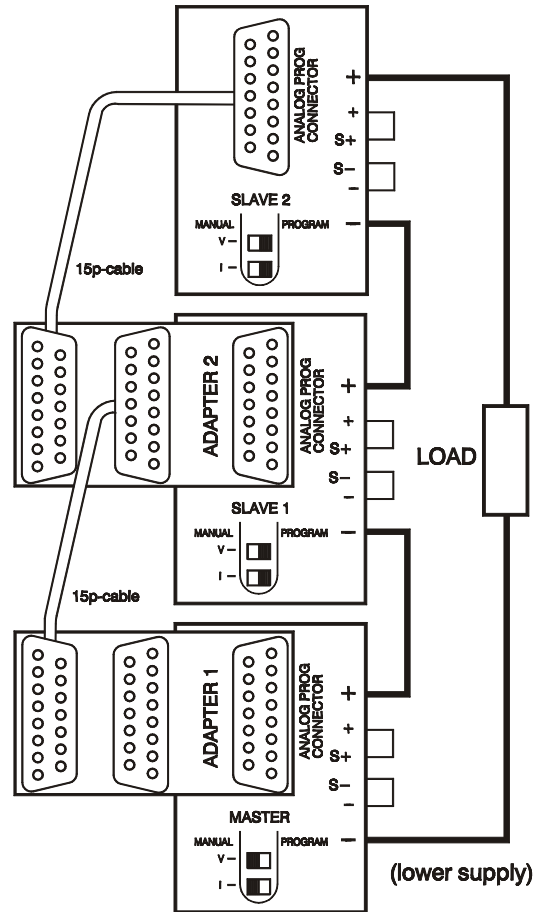 ANALOG PROG
CONNECTOR
+
+
S+
S−
-
−
SLAVE 2
MANUAL PROGRAM
V −
I −
15p-cable
ADAPTER 2
ANALOG PROG
CONNECTOR
+
+
S+
S−
-
−
LOAD
SLAVE 1
MANUAL PROGRAM
V −
I −
15p-cable
ADAPTER 1
ANALOG PROG
CONNECTOR
+
+
S+
S−
-
−
MASTER
MANUAL PROGRAM
V −
I −
(lower supply)